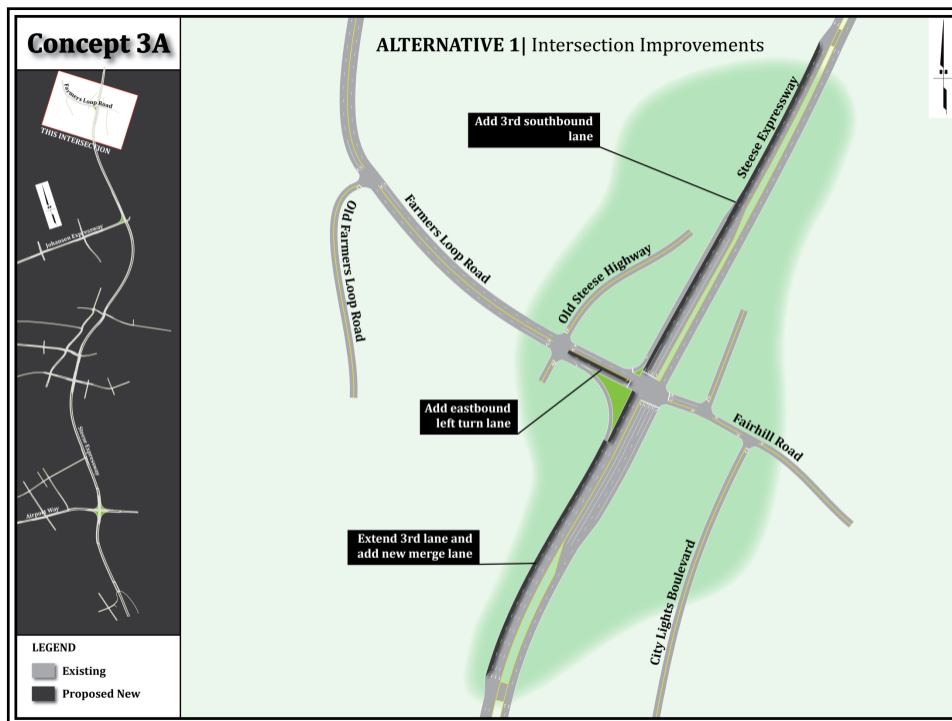 Concept 3A
Farmers Loop Road
THIS INTERSECTION
Johansen Expressway
Steese Expressway
Airport Way
LEGEND
Existing
Proposed New
ALTERNATIVE 1| Intersection Improvements
Add 3rd southbound
lane
Steese Expressway
Farmers Loop Road
Old Farmers Loop Road
Old Steese Highway
Add eastbound
left turn lane
Fairhill Road
Extend 3rd lane and
add new merge lane
City Lights Boulevard